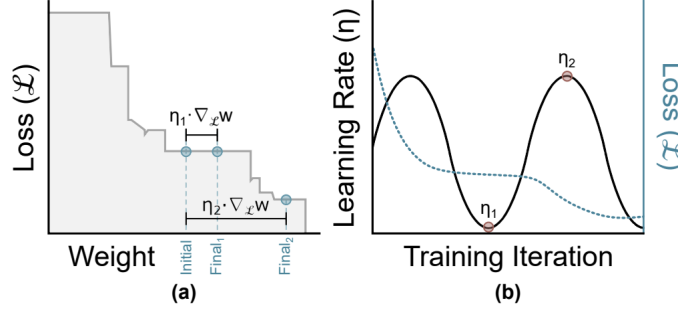 Loss (ℒ)
η₁·∇ℒw
η₂·∇ℒw
Weight
Initial
Final₁
Final₂
(a)
Learning Rate (η)
η₂
η₁
Loss (ℒ)
Training Iteration
(b)